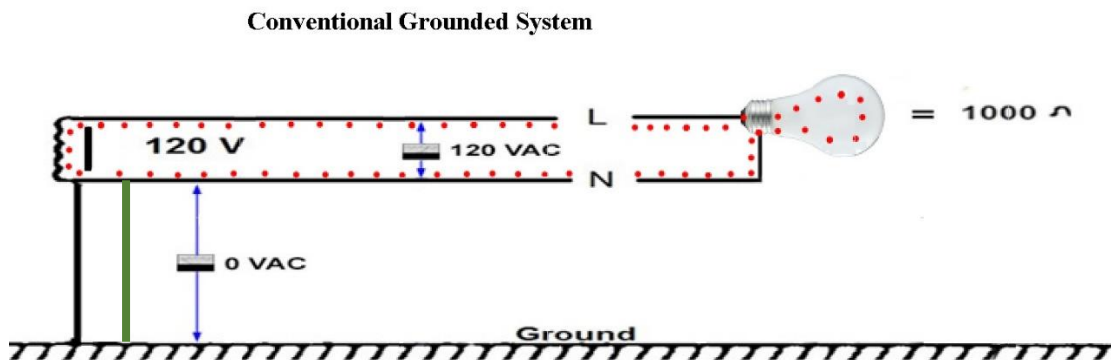 Conventional Grounded System
L
= 1000 Ω
120 V
120 VAC
N
0 VAC
Ground